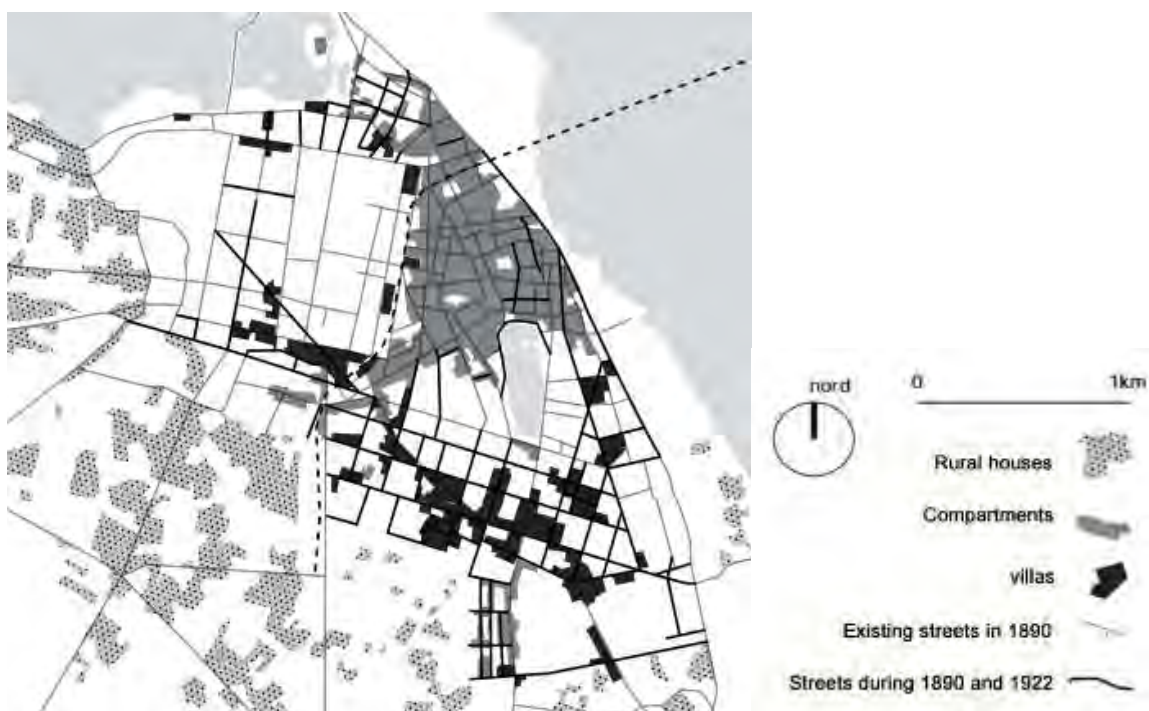 nord
0 1km
Rural houses
Compartments
villas
Existing streets in 1890
Streets during 1890 and 1922